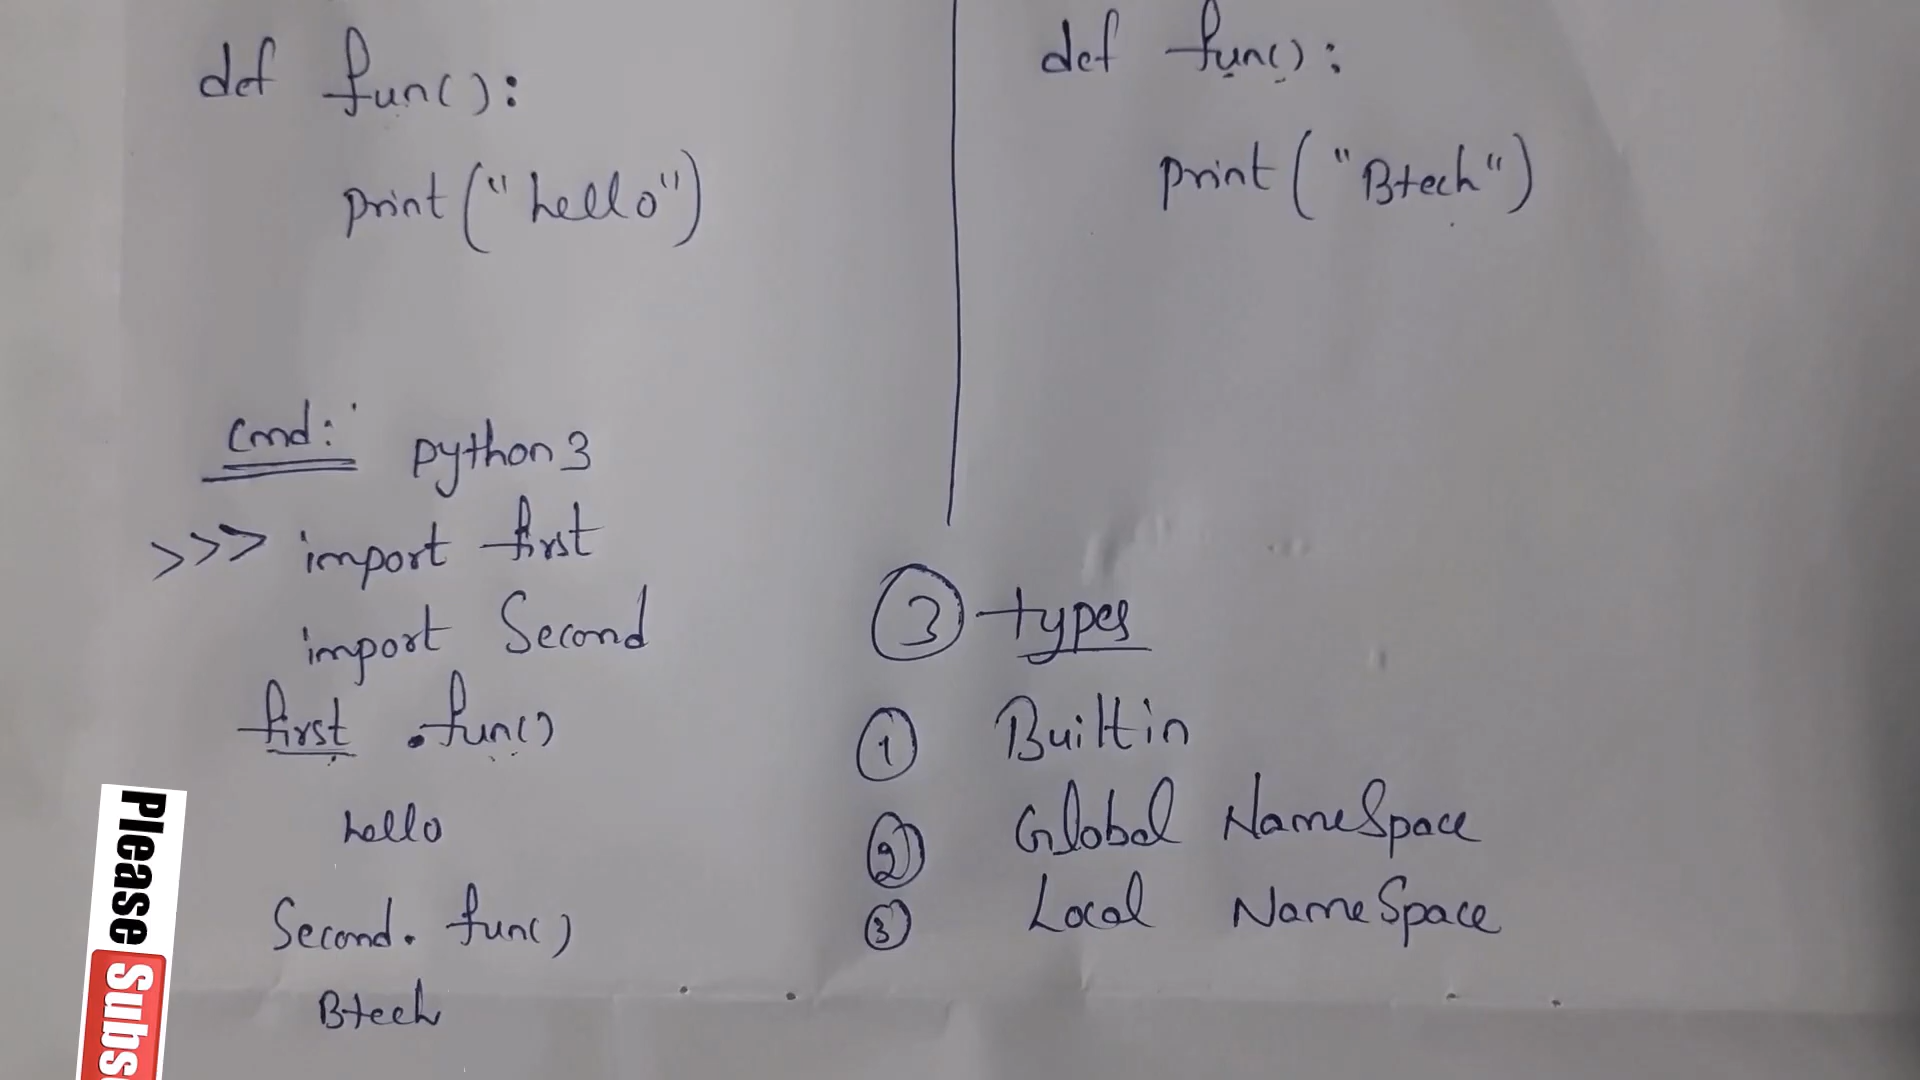 def fun():
print("hello")
def fun():
print("Btech")
cmd: python3
>>> import first
import Second
first .fun()
hello
Second. fun()
Btech
3 types
1 Builtin
2 Global NameSpace
3 Local NameSpace
Please Subs